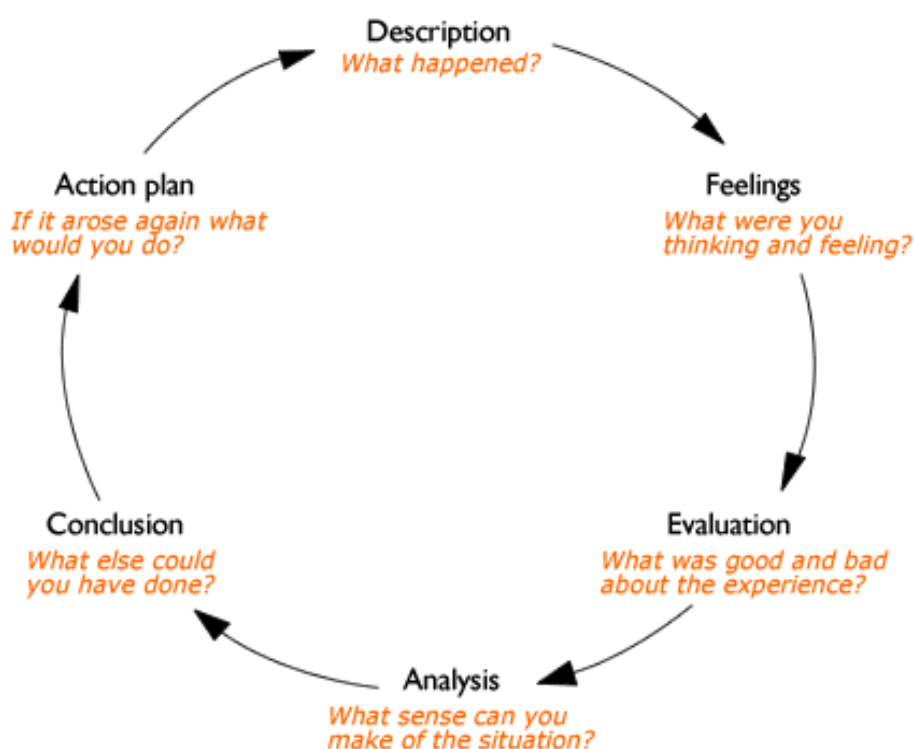 Description
What happened?
Feelings
What were you
thinking and feeling?
Evaluation
What was good and bad
about the experience?
Analysis
What sense can you
make of the situation?
Conclusion
What else could
you have done?
Action plan
If it arose again what
would you do?